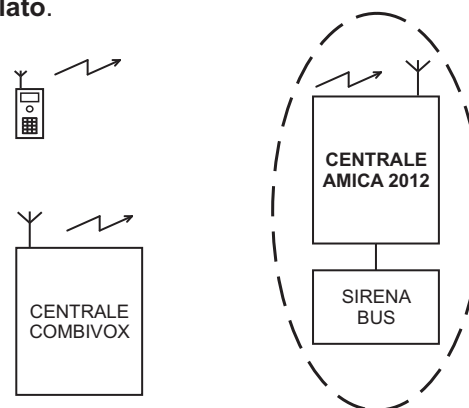 lato.
CENTRALE
AMICA 2012
SIRENA
BUS
CENTRALE
COMBIVOX